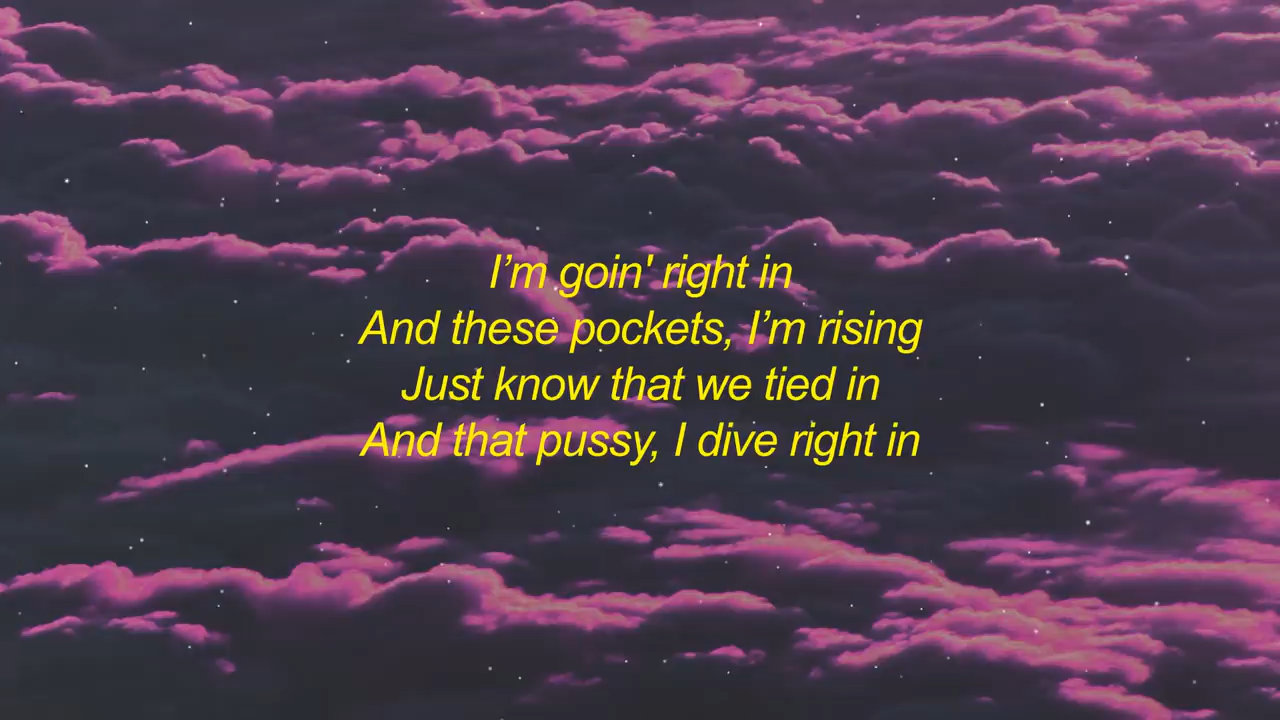 I’m goin' right in
And these pockets, I’m rising
Just know that we tied in
And that pussy, I dive right in